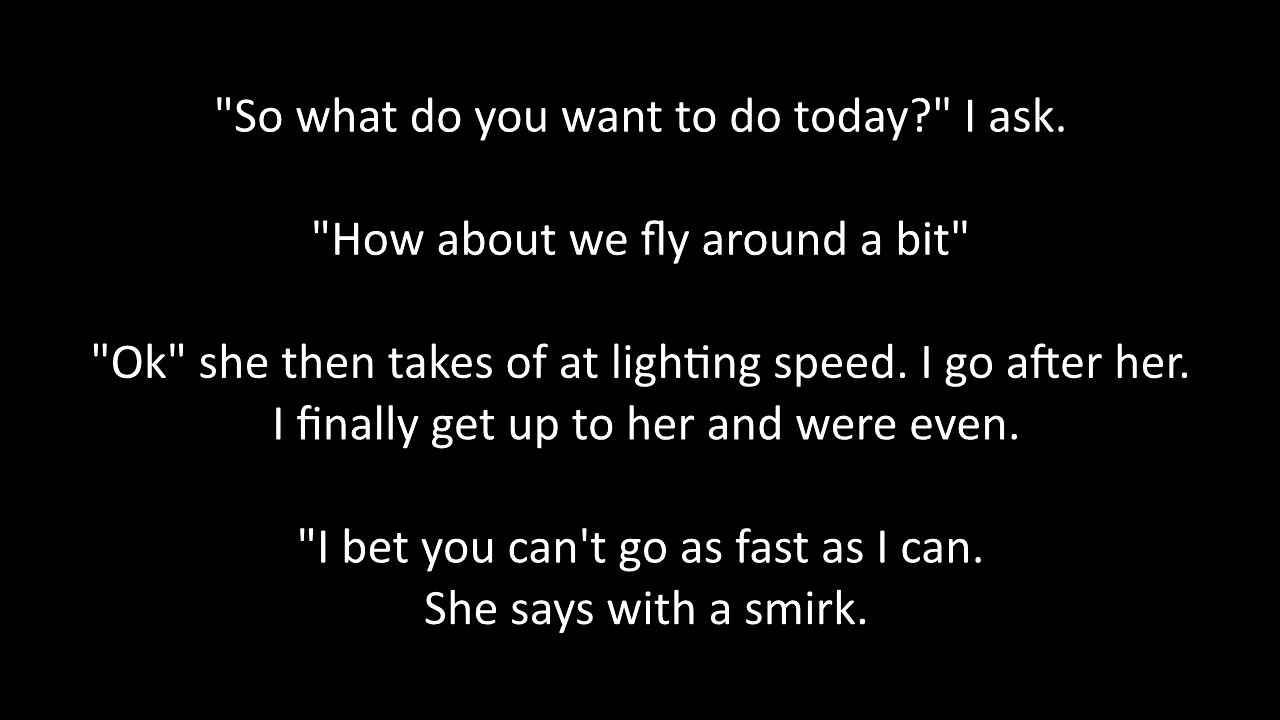 "So what do you want to do today?" I ask.
"How about we fly around a bit"
"Ok" she then takes of at lighting speed. I go after her.
I finally get up to her and were even.
"I bet you can't go as fast as I can.
She says with a smirk.